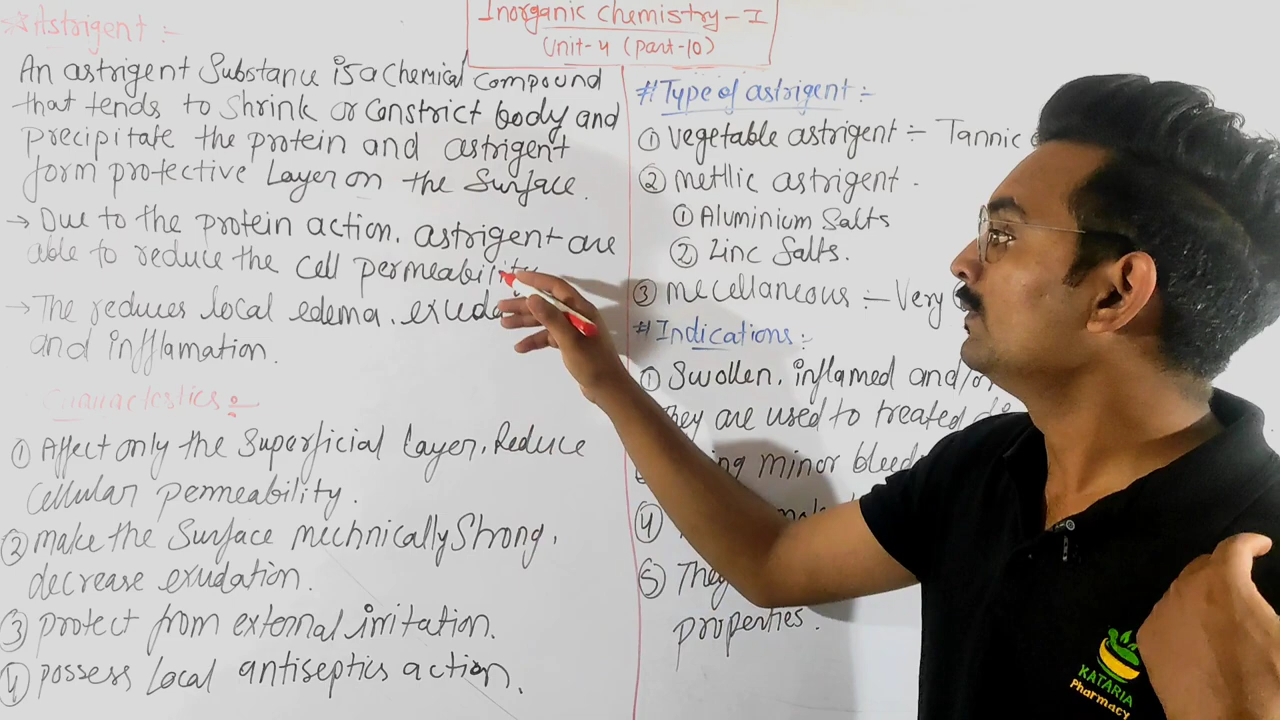 Inorganic Chemistry - I
Unit-4 (part-10)
Astrigent :-
An astrigent Substance is a Chemical Compound
that tends to Shrink or Constrict body and
precipitate the protein and astrigent
form protective Layer on the Surface.
→ Due to the protein action. astrigent are
able to reduce the Cell permeability
→ The reduces local edema. exuda
and infflamation.
Charactestics :-
① Affect only the Superficial Layer. Reduce
Cellular permeability.
② make the Surface mechnically Strong.
decrease exudation.
③ protect from external irritation.
④ possess Local antiseptics action.
# Type of astrigent :-
① vegetable astrigent :- Tannic
② metllic astrigent -
① Aluminium Salts
② Zinc Salts.
③ mecellaneous :- Very
# Indications :-
① Swollen. inflamed and/or
They are used to treated
minor bleed
④
⑤ They
properties.
KATARIA
Pharmacy